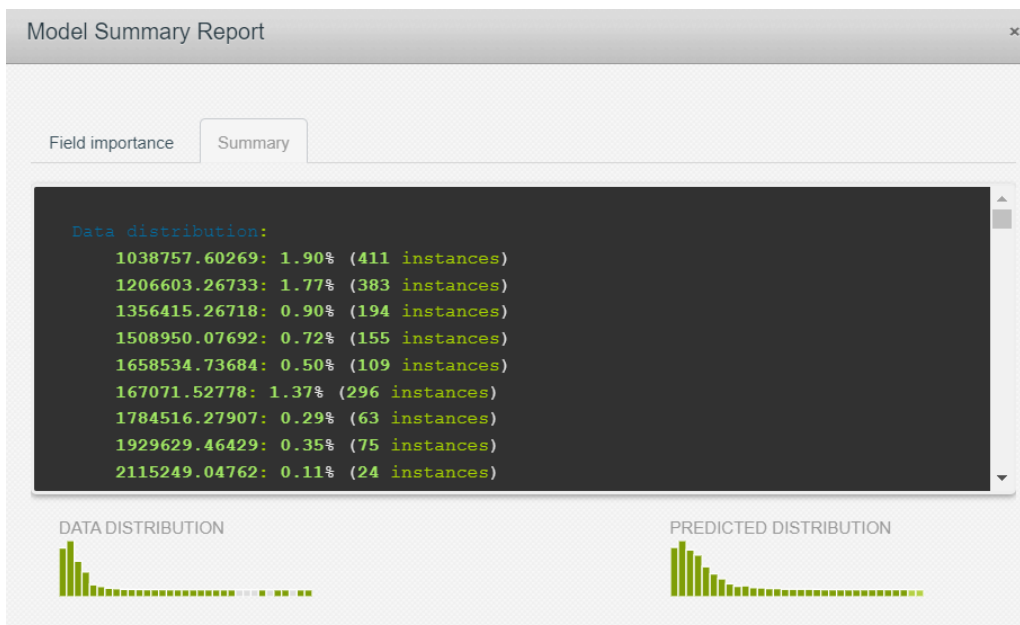 Model Summary Report
×
Field importance
Summary
Data distribution:
1038757.60269: 1.90% (411 instances)
1206603.26733: 1.77% (383 instances)
1356415.26718: 0.90% (194 instances)
1508950.07692: 0.72% (155 instances)
1658534.73684: 0.50% (109 instances)
167071.52778: 1.37% (296 instances)
1784516.27907: 0.29% (63 instances)
1929629.46429: 0.35% (75 instances)
2115249.04762: 0.11% (24 instances)
DATA DISTRIBUTION
PREDICTED DISTRIBUTION